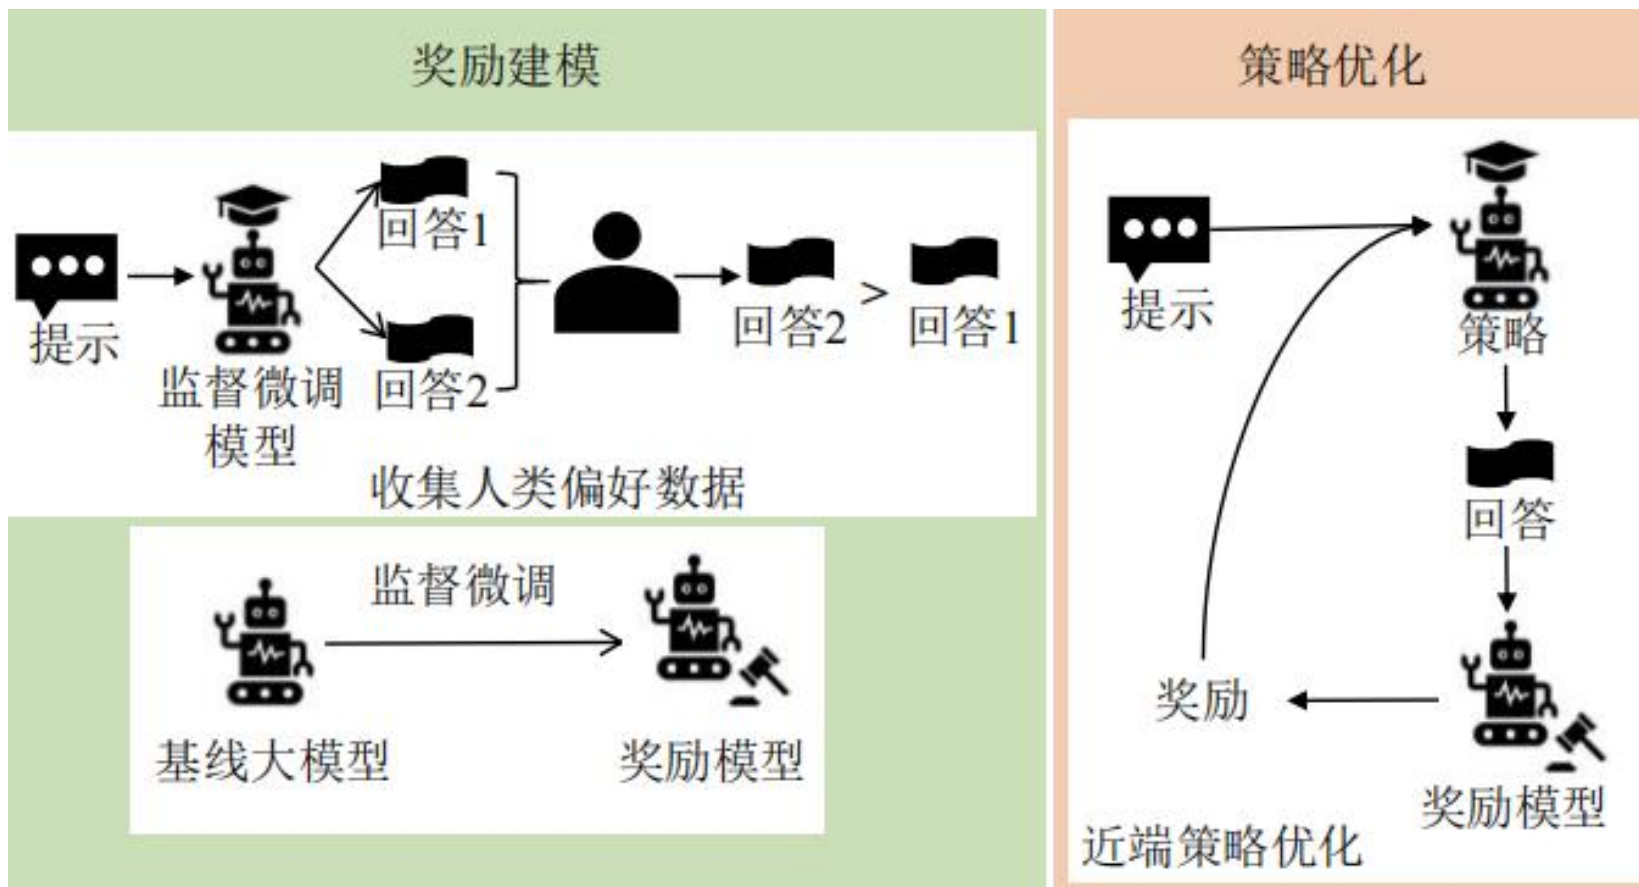 奖励建模
提示
监督微调
模型
回答1
回答2
回答2
>
回答1
收集人类偏好数据
监督微调
基线大模型
奖励模型
策略优化
提示
策略
回答
奖励
奖励模型
近端策略优化